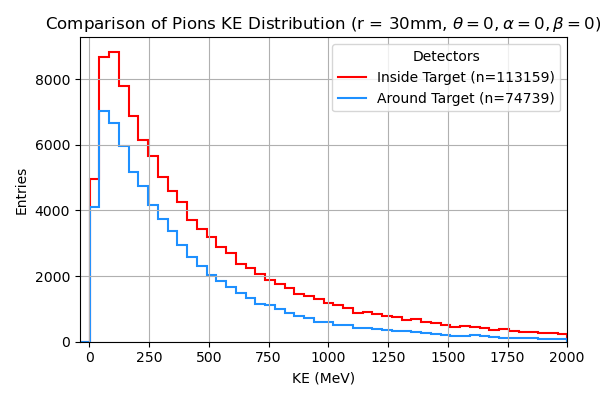 Comparison of Pions KE Distribution (r = 30mm, θ = 0, α = 0, β = 0)
Detectors
Inside Target (n=113159)
Around Target (n=74739)
Entries
8000
6000
4000
2000
0
0 250 500 750 1000 1250 1500 1750 2000
KE (MeV)